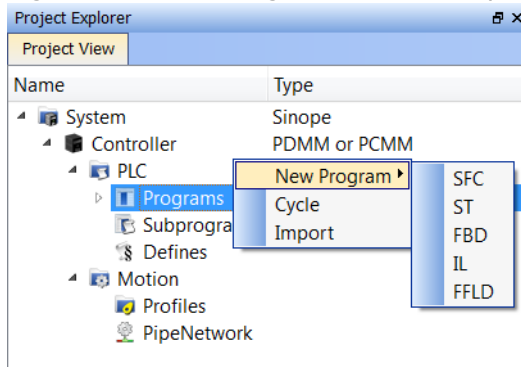 Project Explorer
Project View
Name Type
System Sinope
Controller PDMM or PCMM
PLC
Programs
Subprogra
Defines
Motion
Profiles
PipeNetwork
New Program
Cycle
Import
SFC
ST
FBD
IL
FFLD